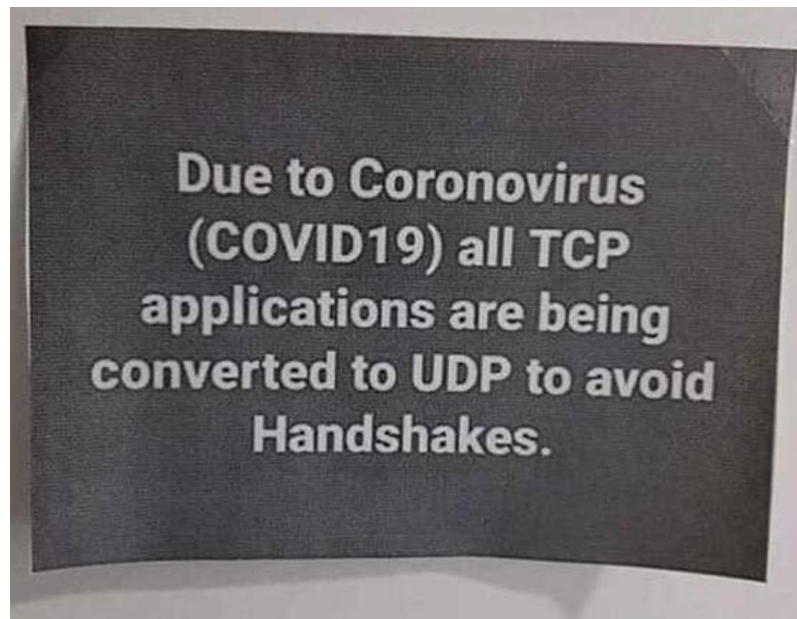 Due to Coronovirus
(COVID19) all TCP
applications are being
converted to UDP to avoid
Handshakes.